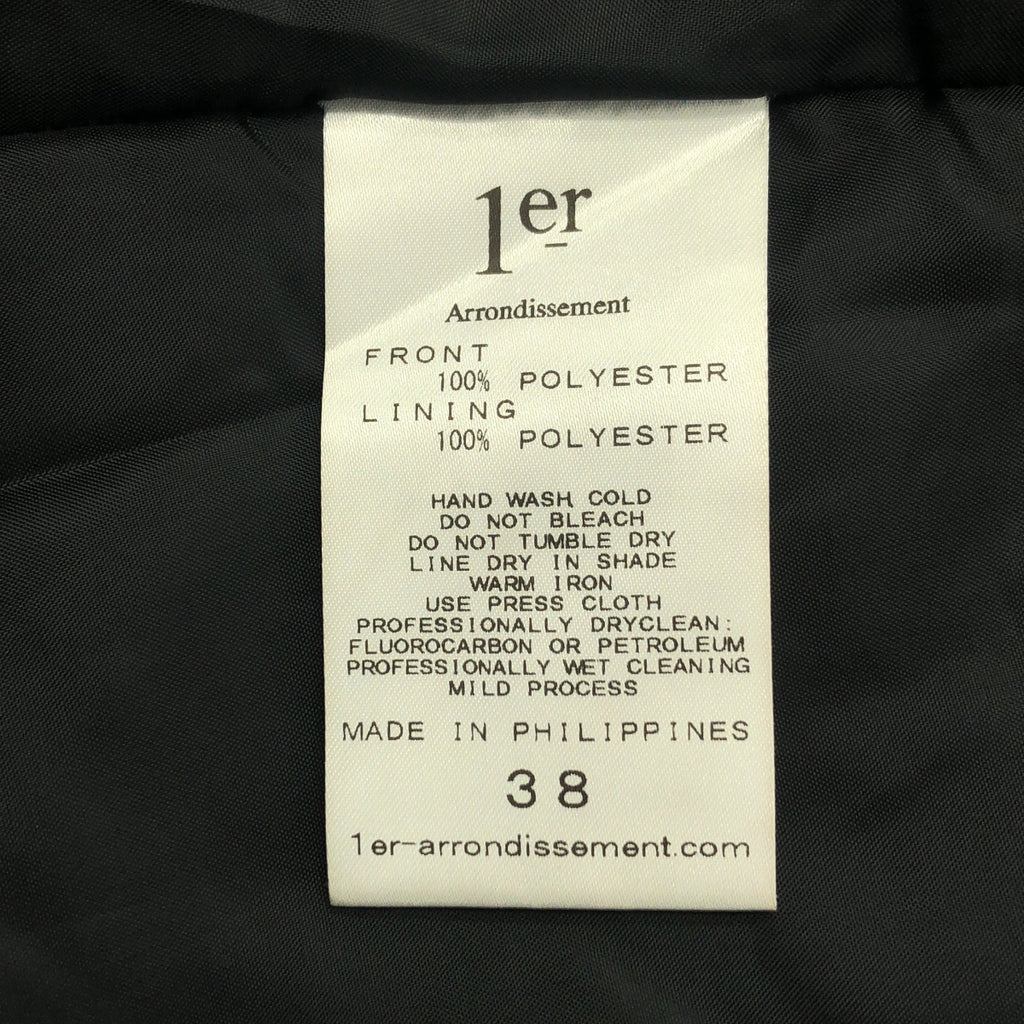 1er
Arrondissement
FRONT
100% POLYESTER
LINING
100% POLYESTER
HAND WASH COLD
DO NOT BLEACH
DO NOT TUMBLE DRY
LINE DRY IN SHADE
WARM IRON
USE PRESS CLOTH
PROFESSIONALLY DRYCLEAN:
FLUOROCARBON OR PETROLEUM
PROFESSIONALLY WET CLEANING
MILD PROCESS
MADE IN PHILIPPINES
38
1er-arrondissement.com